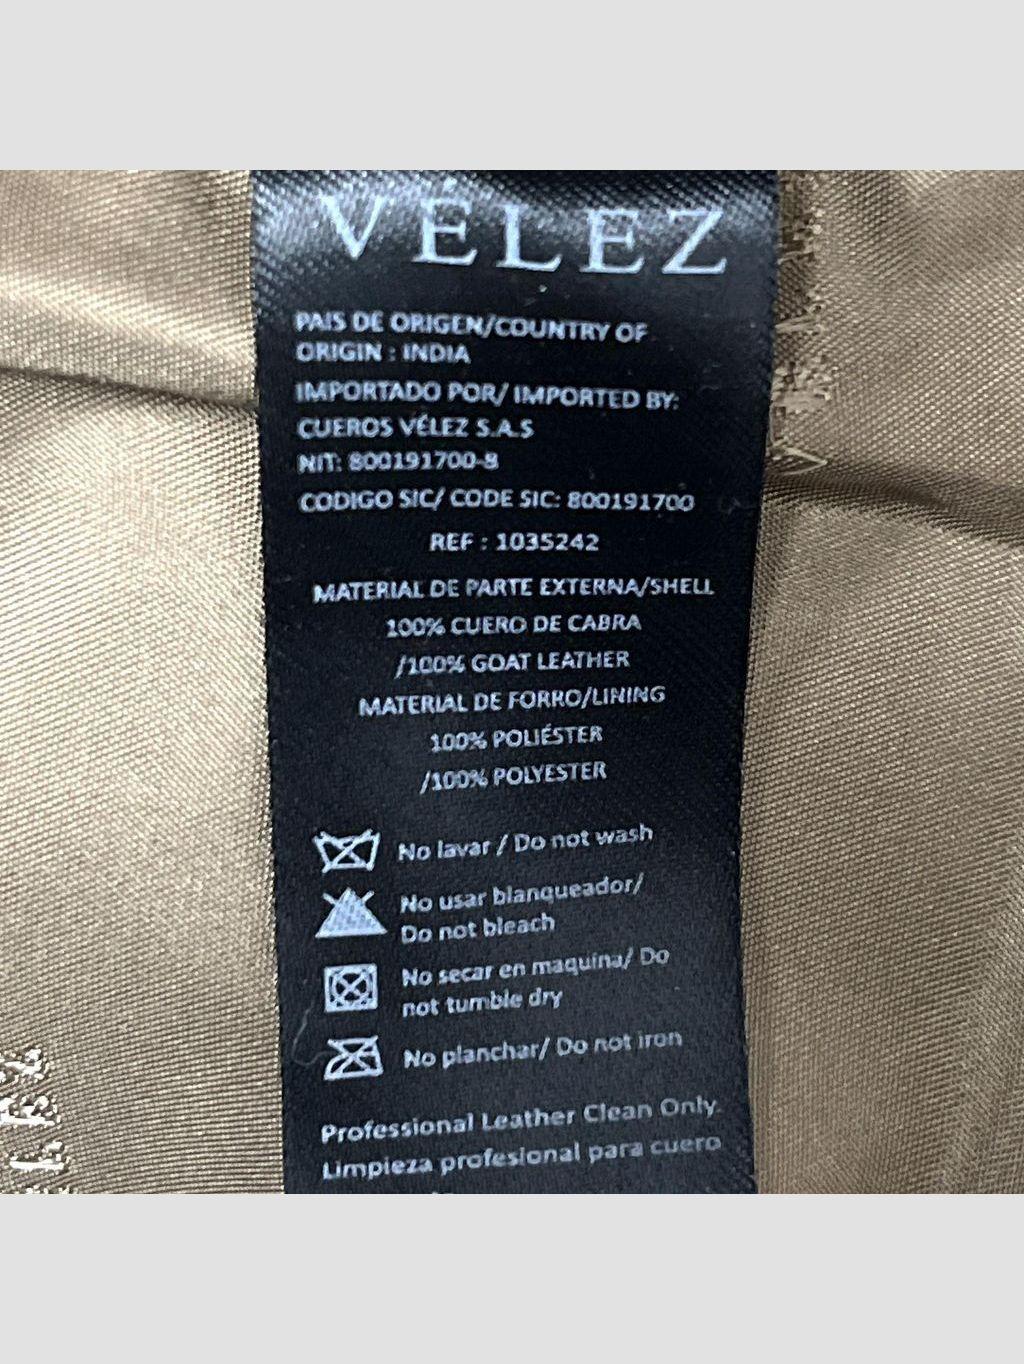 VÉLEZ
PAIS DE ORIGEN/COUNTRY OF
ORIGIN : INDIA
IMPORTADO POR/ IMPORTED BY:
CUEROS VÉLEZ S.A.S
NIT: 800191700-8
CODIGO SIC/ CODE SIC: 800191700
REF : 1035242
MATERIAL DE PARTE EXTERNA/SHELL
100% CUERO DE CABRA
/100% GOAT LEATHER
MATERIAL DE FORRO/LINING
100% POLIÉSTER
/100% POLYESTER
No lavar / Do not wash
No usar blanqueador/
Do not bleach
No secar en maquina/ Do
not tumble dry
No planchar/ Do not iron
Professional Leather Clean Only.
Limpieza profesional para cuero